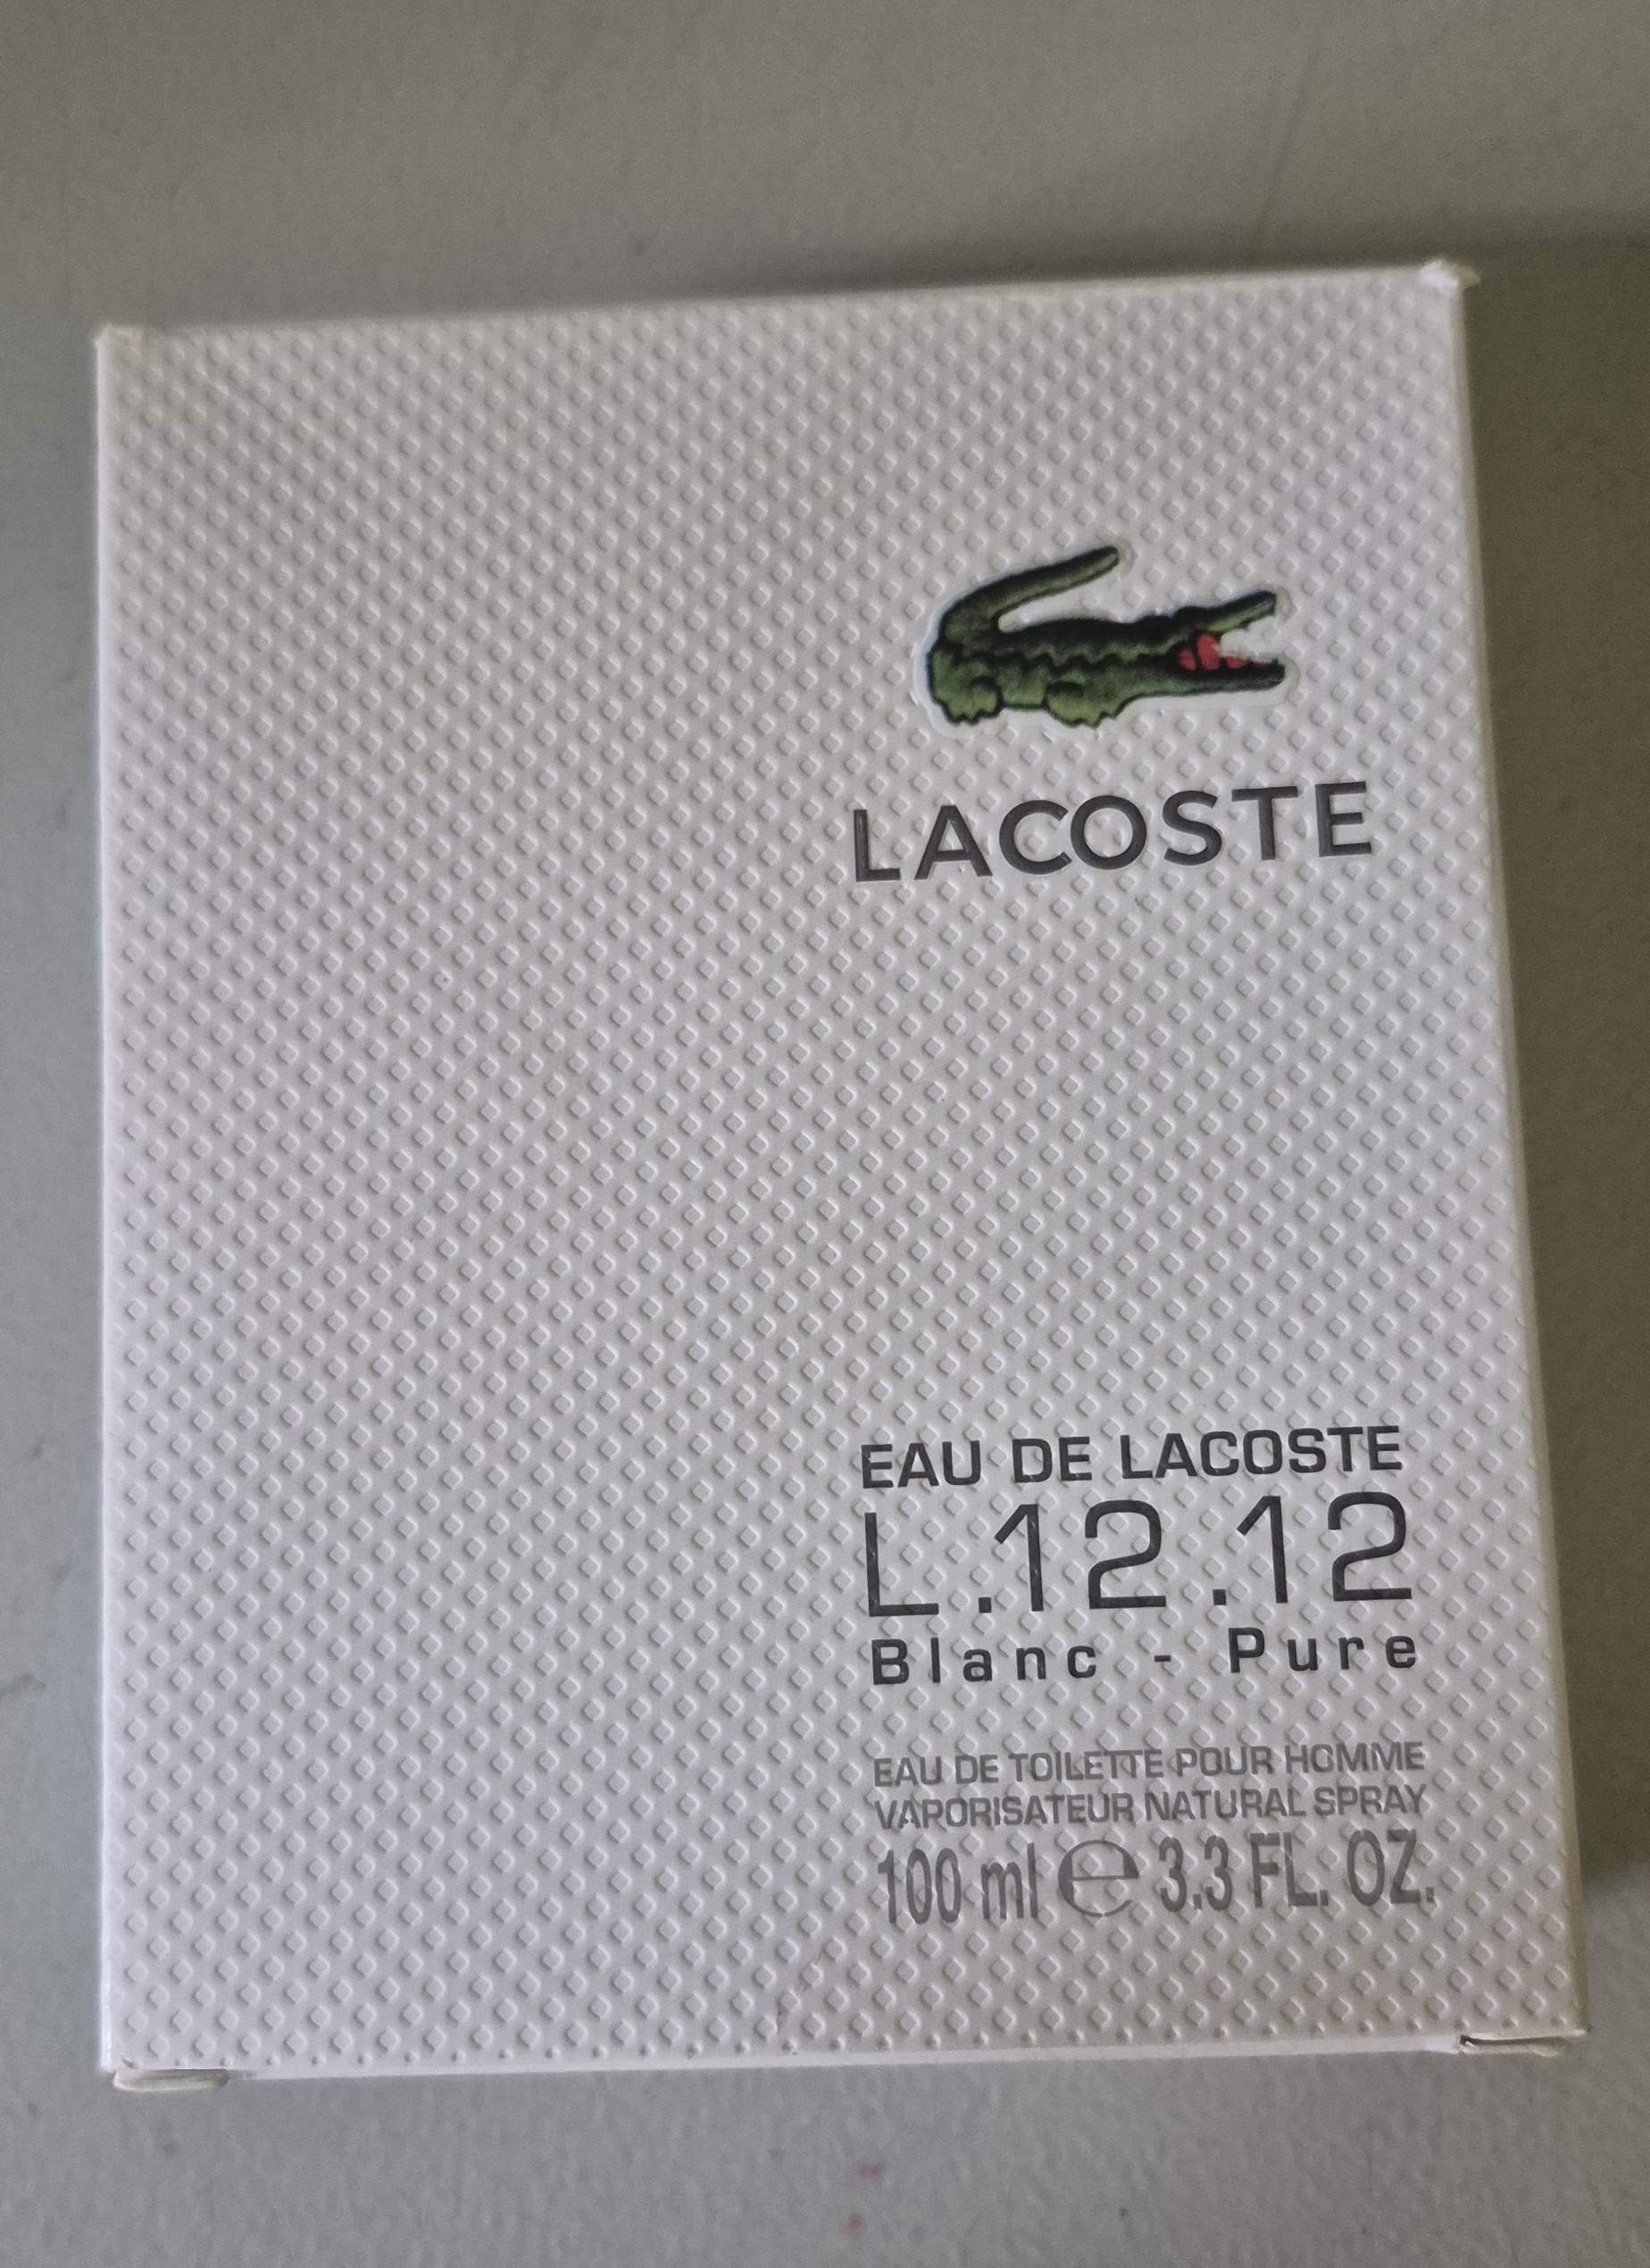 LACOSTE
EAU DE LACOSTE
L.12.12
Blanc - Pure
EAU DE TOILETTE POUR HOMME
VAPORISATEUR NATURAL SPRAY
100 ml ℮ 3.3 FL. OZ.